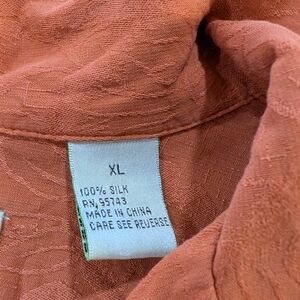 XL
100% SILK
RN 95743
MADE IN CHINA
CARE SEE REVERSE